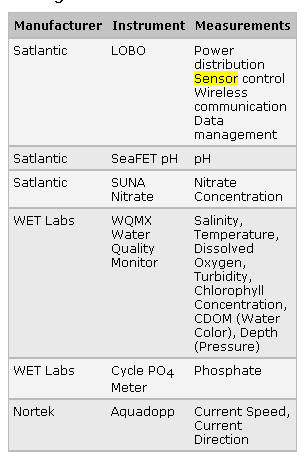 Manufacturer Instrument Measurements
Satlantic LOBO Power
distribution
Sensor control
Wireless
communication
Data
management
Satlantic SeaFET pH pH
Satlantic SUNA Nitrate
Nitrate Concentration
WET Labs WQMX Salinity,
Water Temperature,
Quality Dissolved
Monitor Oxygen,
Turbidity,
Chlorophyll
Concentration,
CDOM (Water
Color), Depth
(Pressure)
WET Labs Cycle PO4 Phosphate
Meter
Nortek Aquadopp Current Speed,
Current
Direction